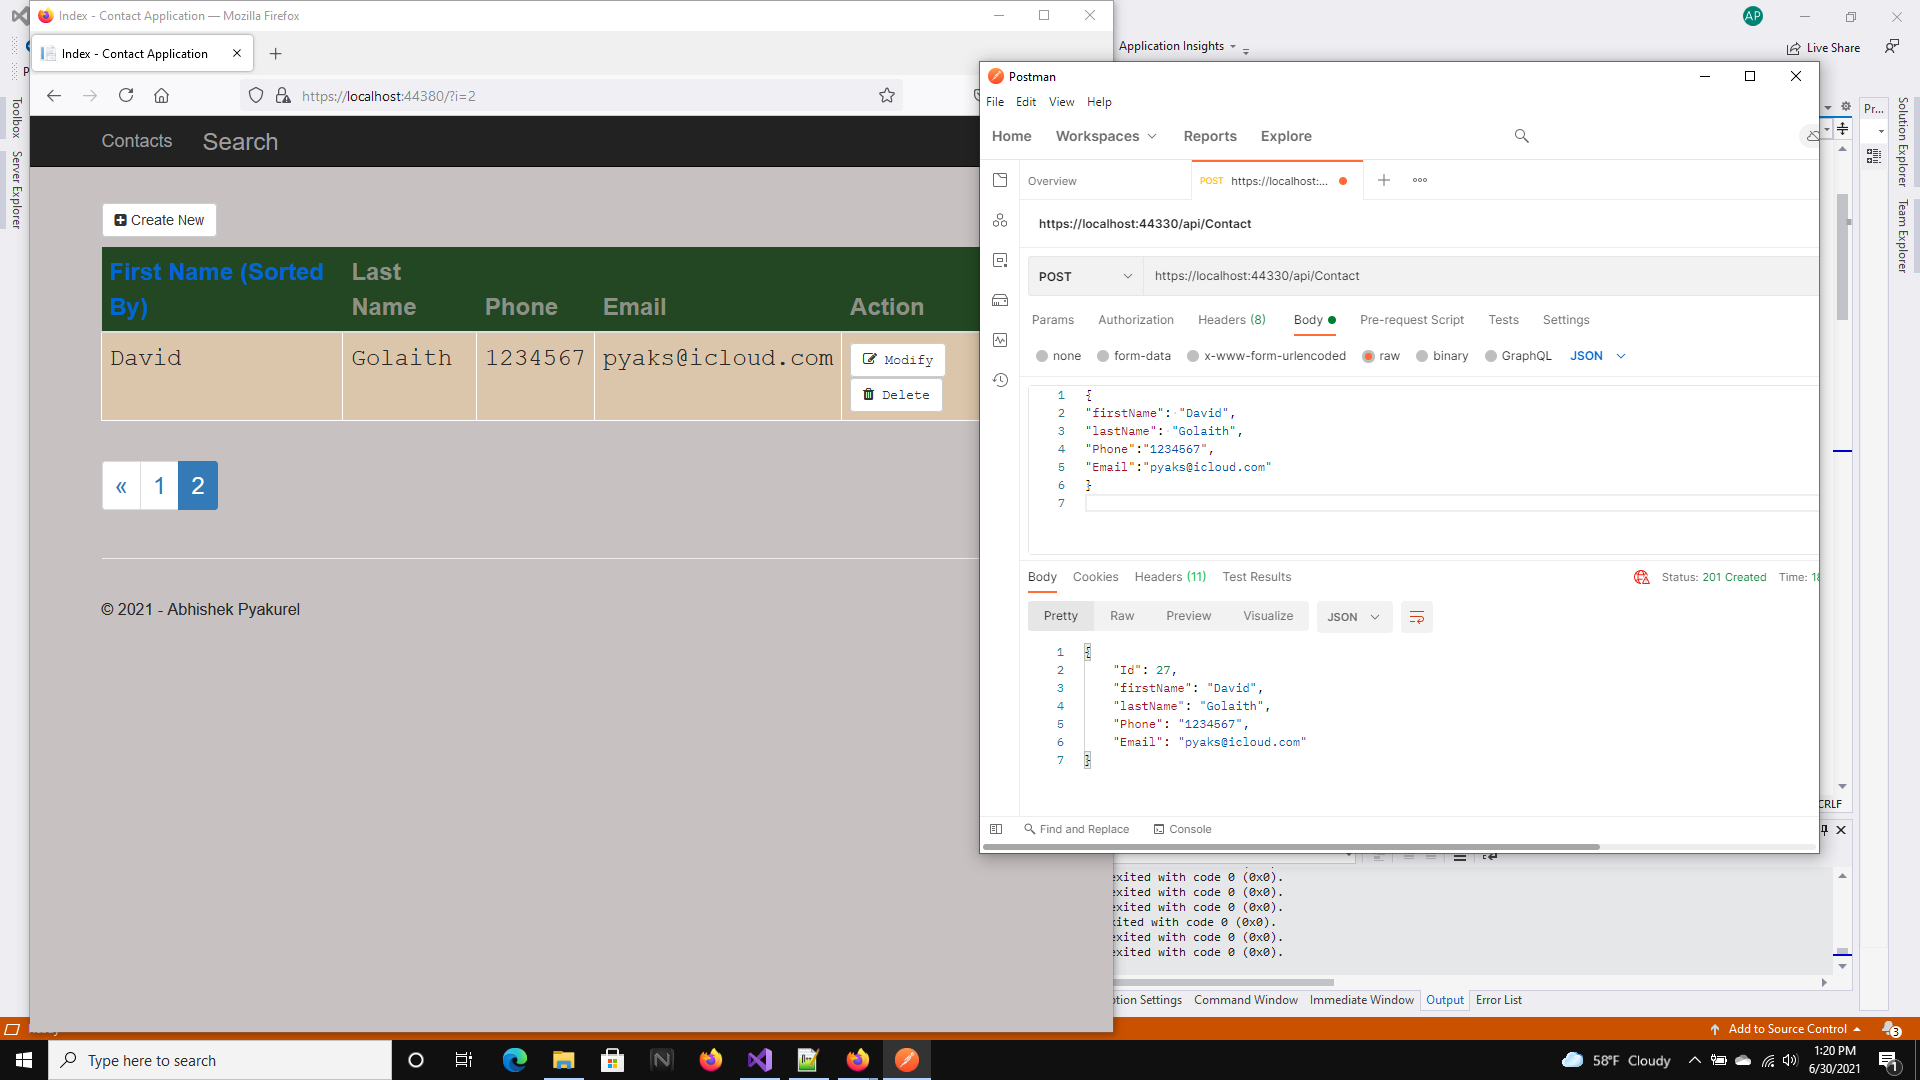 Index - Contact Application — Mozilla Firefox
Index - Contact Application
https://localhost:44380/?i=2
Contacts
Search
Create New
First Name (Sorted By)
Last Name
Phone
Email
Action
David
Golaith
1234567
pyaks@icloud.com
Modify
Delete
«
1
2
© 2021 - Abhishek Pyakurel
Toolbox
Server Explorer
AP
Application Insights
Live Share
Postman
File
Edit
View
Help
Home
Workspaces
Reports
Explore
Overview
POST
https://localhost:...
https://localhost:44330/api/Contact
POST
https://localhost:44330/api/Contact
Params
Authorization
Headers (8)
Body
Pre-request Script
Tests
Settings
none
form-data
x-www-form-urlencoded
raw
binary
GraphQL
JSON
1 {
2 "firstName": "David",
3 "lastName": "Golaith",
4 "Phone":"1234567",
5 "Email":"pyaks@icloud.com"
6 }
7
Body
Cookies
Headers (11)
Test Results
Status: 201 Created
Time: 18
Pretty
Raw
Preview
Visualize
JSON
1 {
2 "Id": 27,
3 "firstName": "David",
4 "lastName": "Golaith",
5 "Phone": "1234567",
6 "Email": "pyaks@icloud.com"
7 }
Find and Replace
Console
Pr...
Solution Explorer
Team Explorer
CRLF
exited with code 0 (0x0).
exited with code 0 (0x0).
exited with code 0 (0x0).
xited with code 0 (0x0).
exited with code 0 (0x0).
exited with code 0 (0x0).
ption Settings
Command Window
Immediate Window
Output
Error List
Add to Source Control
3
Type here to search
58°F Cloudy
1:20 PM
6/30/2021
1